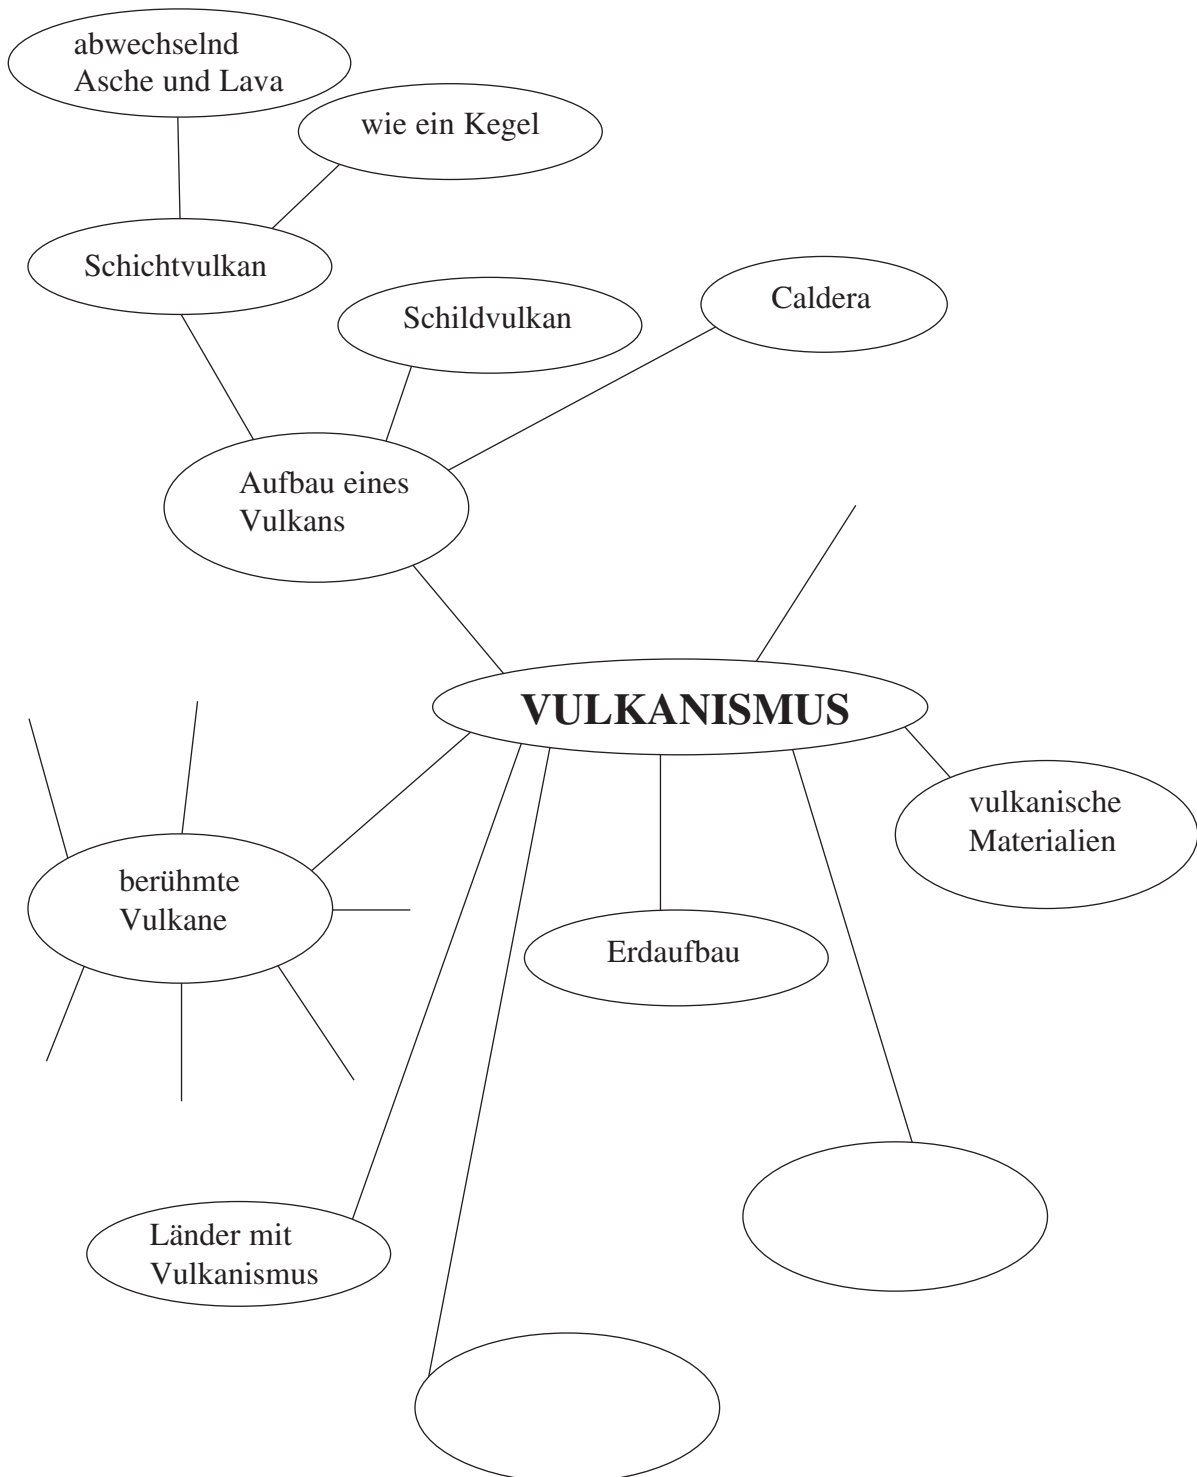 abwechselnd
Asche und Lava
wie ein Kegel
Schichtvulkan
Schildvulkan
Caldera
Aufbau eines
Vulkans
VULKANISMUS
vulkanische
Materialien
berühmte
Vulkane
Erdaufbau
Länder mit
Vulkanismus